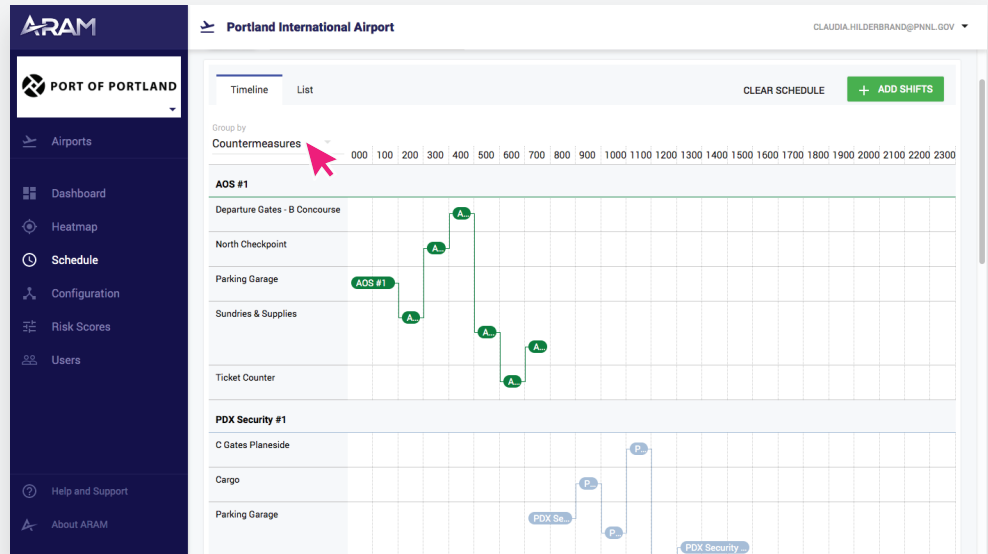 ARAM
Portland International Airport
CLAUDIA.HILDERBRAND@PNNL.GOV
PORT OF PORTLAND
Airports
Dashboard
Heatmap
Schedule
Configuration
Risk Scores
Users
Help and Support
About ARAM
Timeline List
CLEAR SCHEDULE
+ ADD SHIFTS
Group by
Countermeasures
000 100 200 300 400 500 600 700 800 900 1000 1100 1200 1300 1400 1500 1600 1700 1800 1900 2000 2100 2200 2300
AOS #1
Departure Gates - B Concourse
A...
North Checkpoint
A...
Parking Garage
AOS #1
Sundries & Supplies
A...
A...
A...
Ticket Counter
A...
PDX Security #1
C Gates Planeside
P...
Cargo
P...
Parking Garage
PDX Se...
P...
PDX Security ...